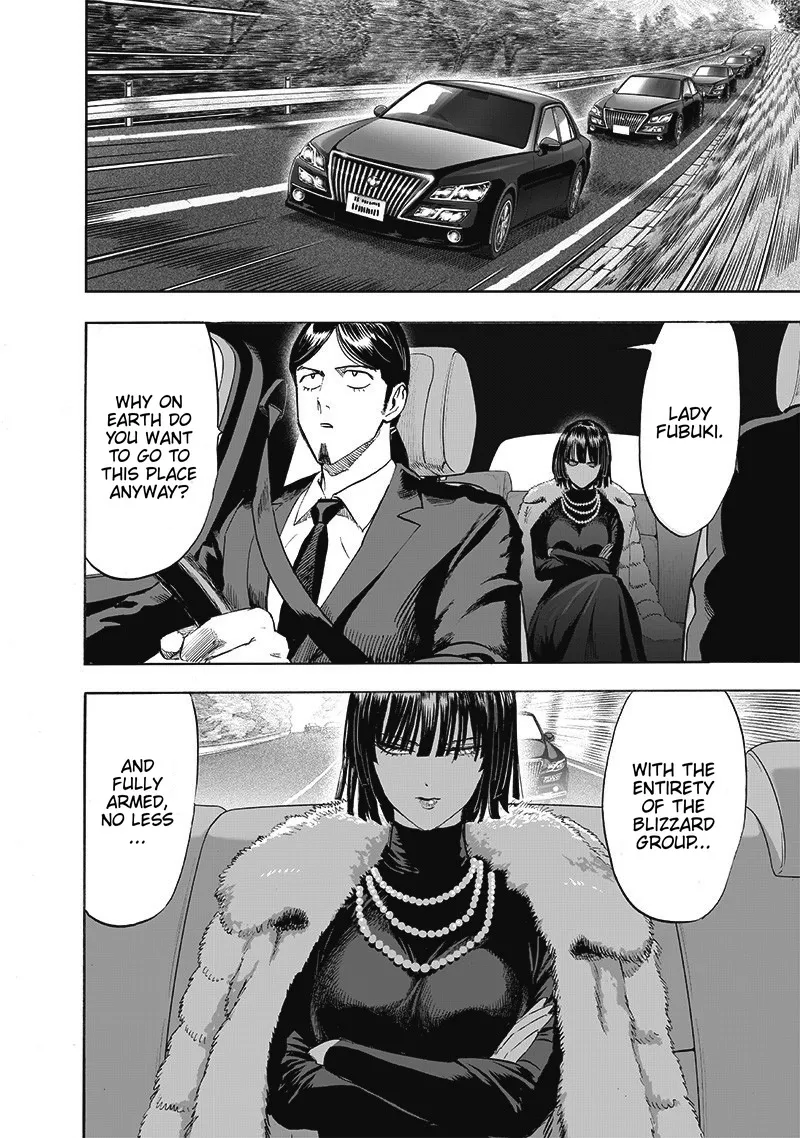 LADY
FUBUKI.
WHY ON
EARTH DO
YOU WANT
TO GO TO
THIS PLACE
ANYWAY?
WITH THE
ENTIRETY
OF THE
BLIZZARD
GROUP...
AND
FULLY
ARMED,
NO LESS
...